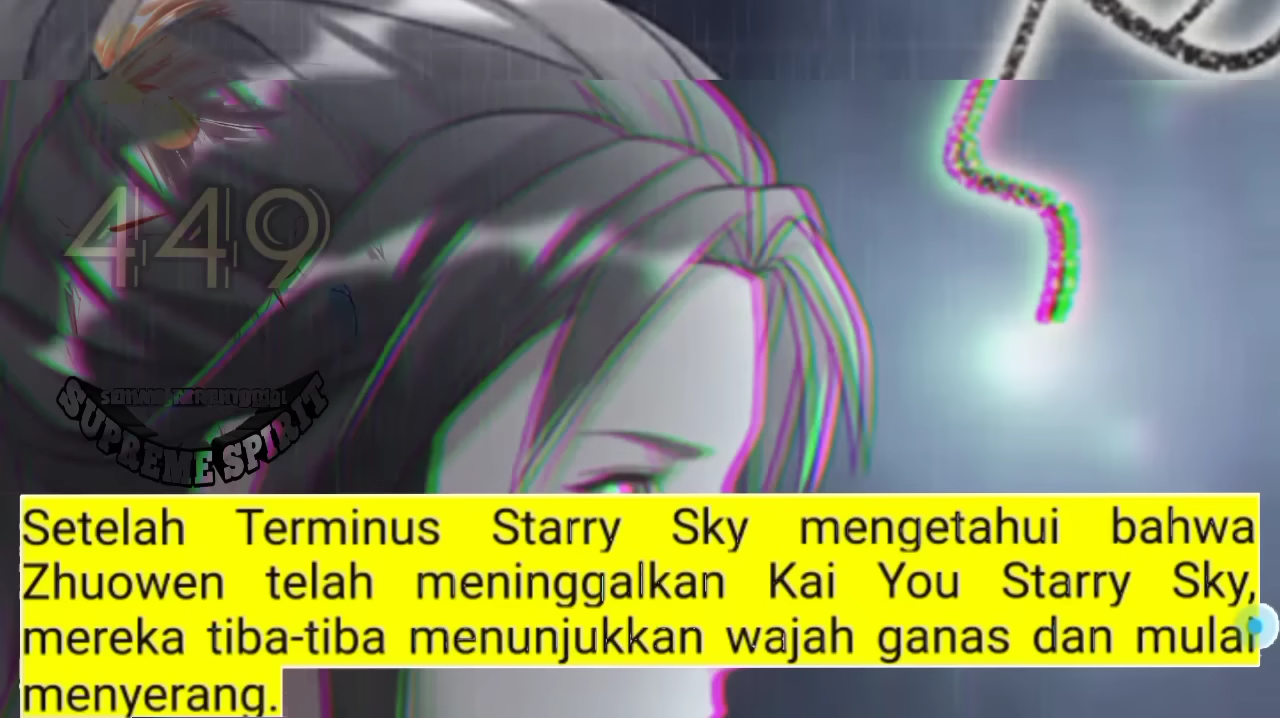 449
SUPREME SPIRIT
Setelah Terminus Starry Sky mengetahui bahwa
Zhuowen telah meninggalkan Kai You Starry Sky,
mereka tiba-tiba menunjukkan wajah ganas dan mulai
menyerang.